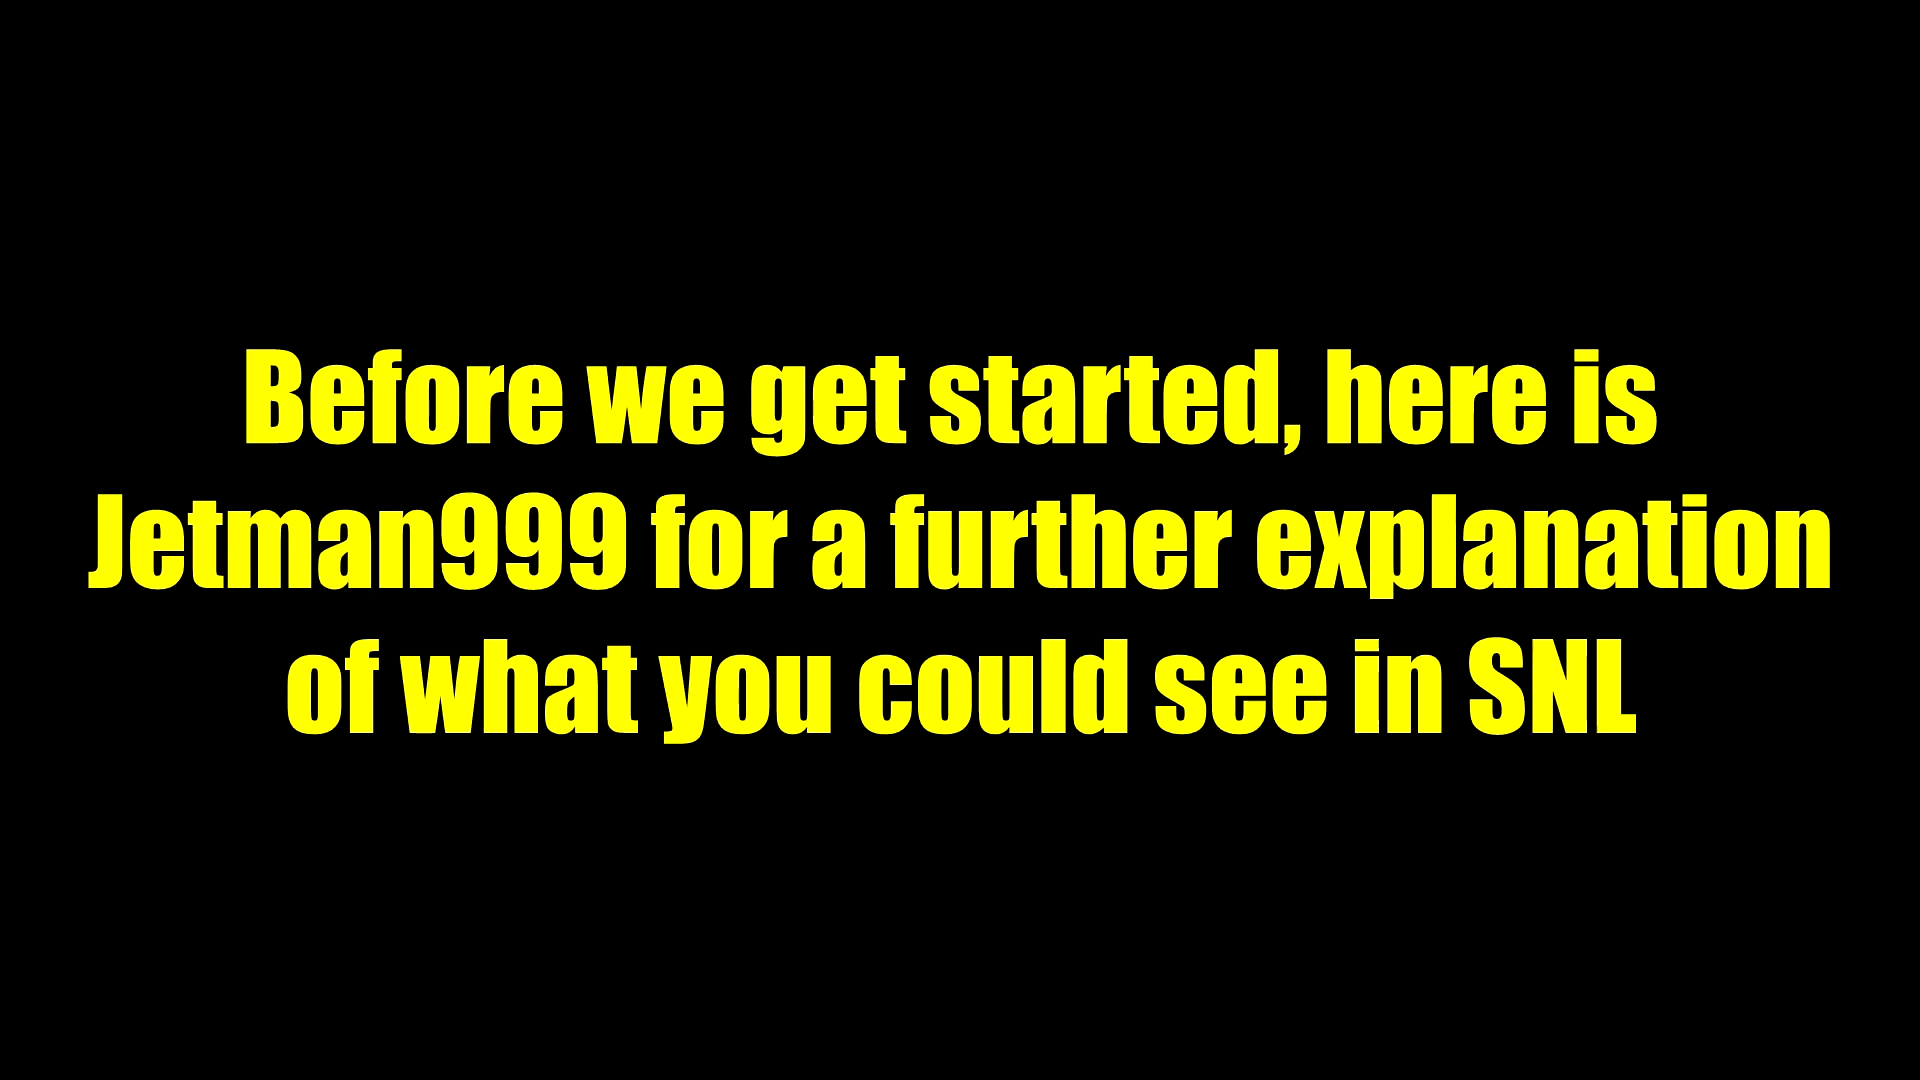 Before we get started, here is
Jetman999 for a further explanation
of what you could see in SNL